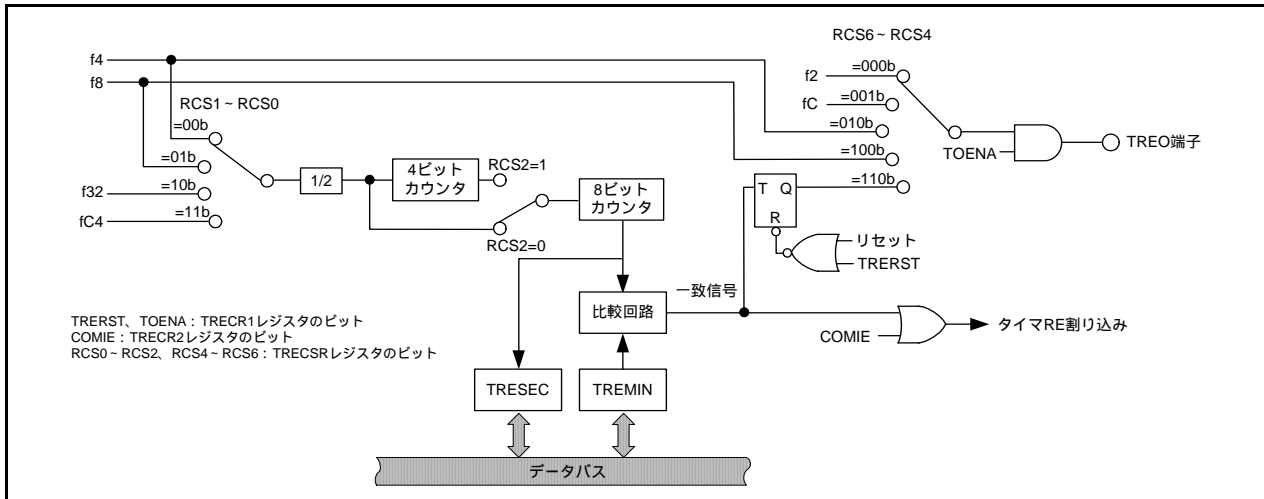 f4
f8
RCS1～RCS0
=00b
=01b
f32
=10b
fC4
=11b
1/2
4ビット
カウンタ
RCS2=1
RCS2=0
8ビット
カウンタ
RCS6～RCS4
f2
=000b
fC
=001b
=010b
=100b
=110b
TOENA
TREO端子
T Q
R
リセット
TRERST
一致信号
比較回路
COMIE
タイマRE割り込み
TRERST、TOENA：TRECR1レジスタのビット
COMIE：TRECR2レジスタのビット
RCS0～RCS2、RCS4～RCS6：TRECSRレジスタのビット
TRESEC
TREMIN
データバス